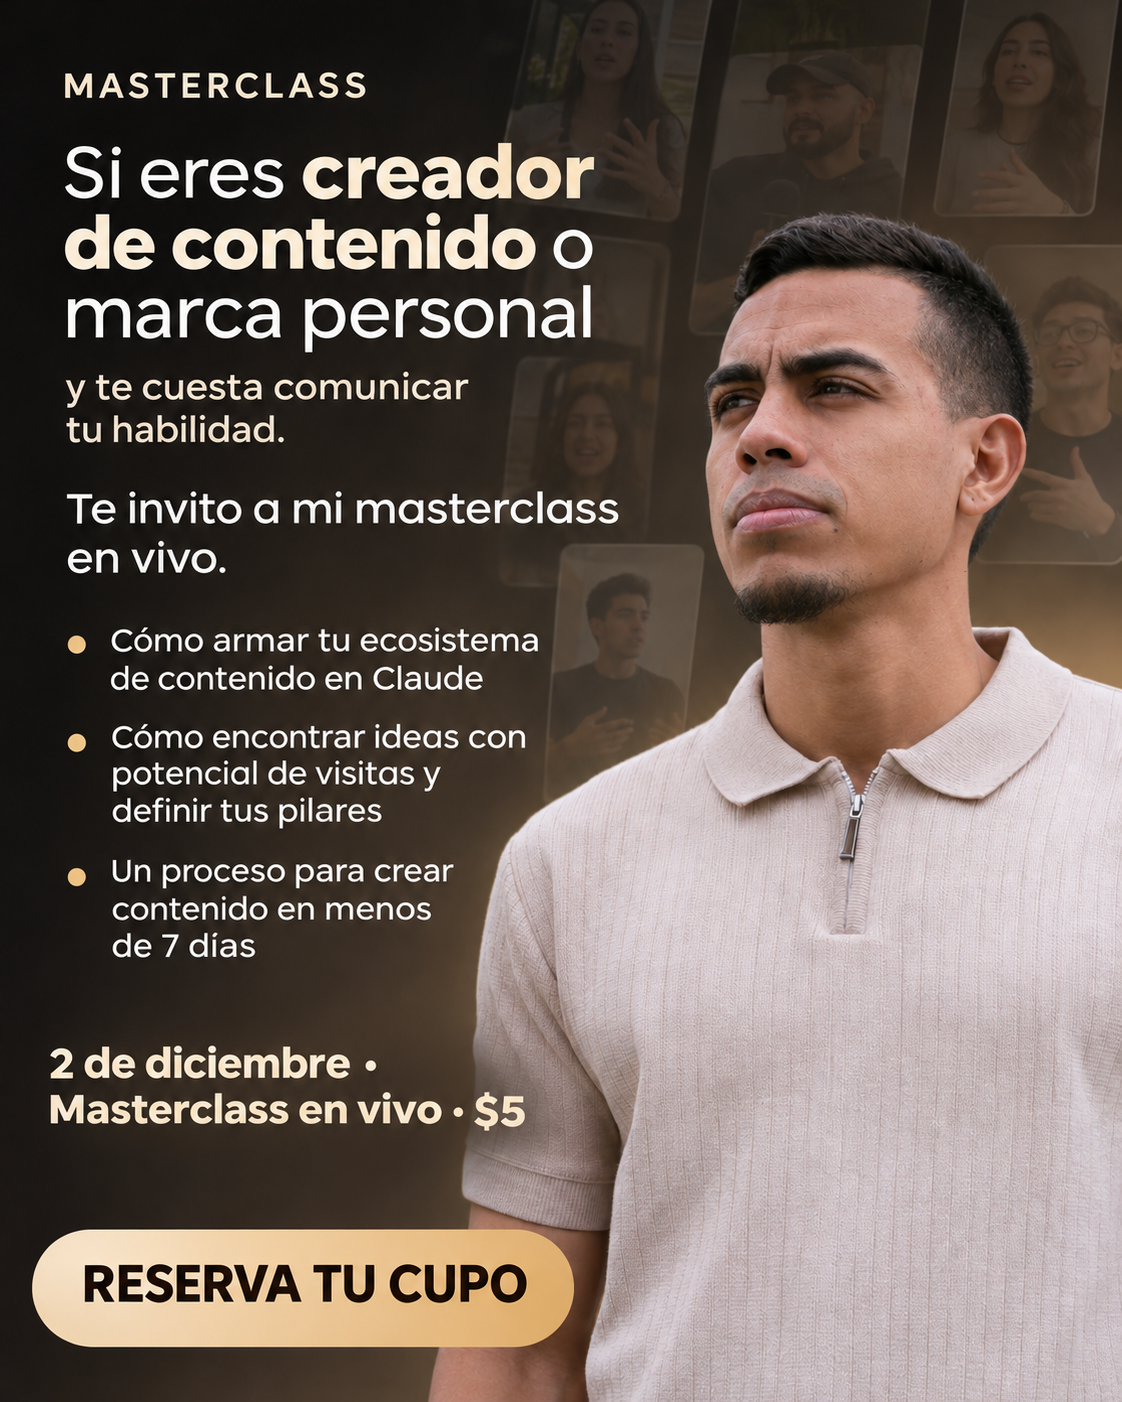 MASTERCLASS
Si eres creador
de contenido o
marca personal
y te cuesta comunicar
tu habilidad.
Te invito a mi masterclass
en vivo.
● Cómo armar tu ecosistema
de contenido en Claude
● Cómo encontrar ideas con
potencial de visitas y
definir tus pilares
● Un proceso para crear
contenido en menos
de 7 días
2 de diciembre •
Masterclass en vivo • $5
RESERVA TU CUPO